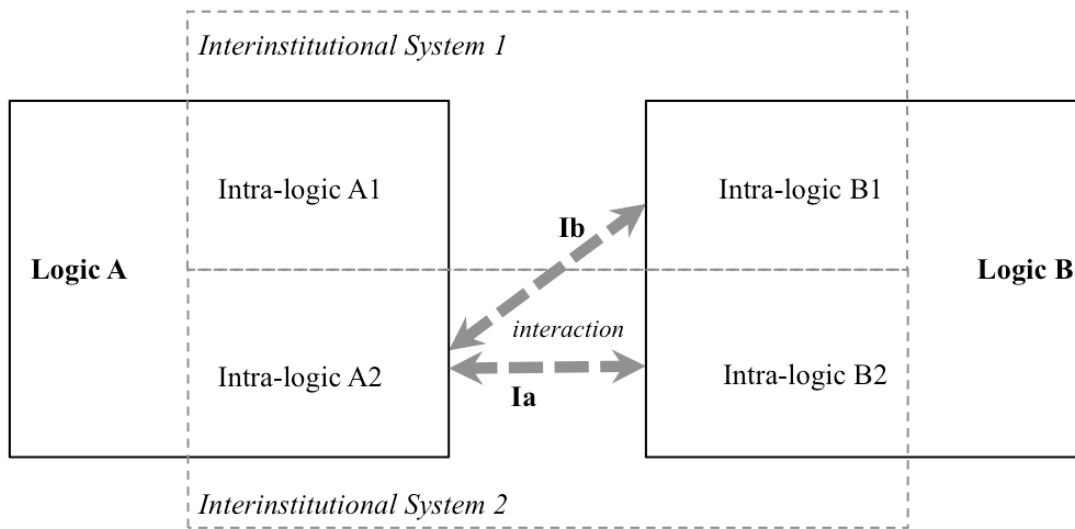 Interinstitutional System 1
Intra-logic A1
Intra-logic B1
Ib
Logic A
Logic B
interaction
Intra-logic A2
Intra-logic B2
Ia
Interinstitutional System 2